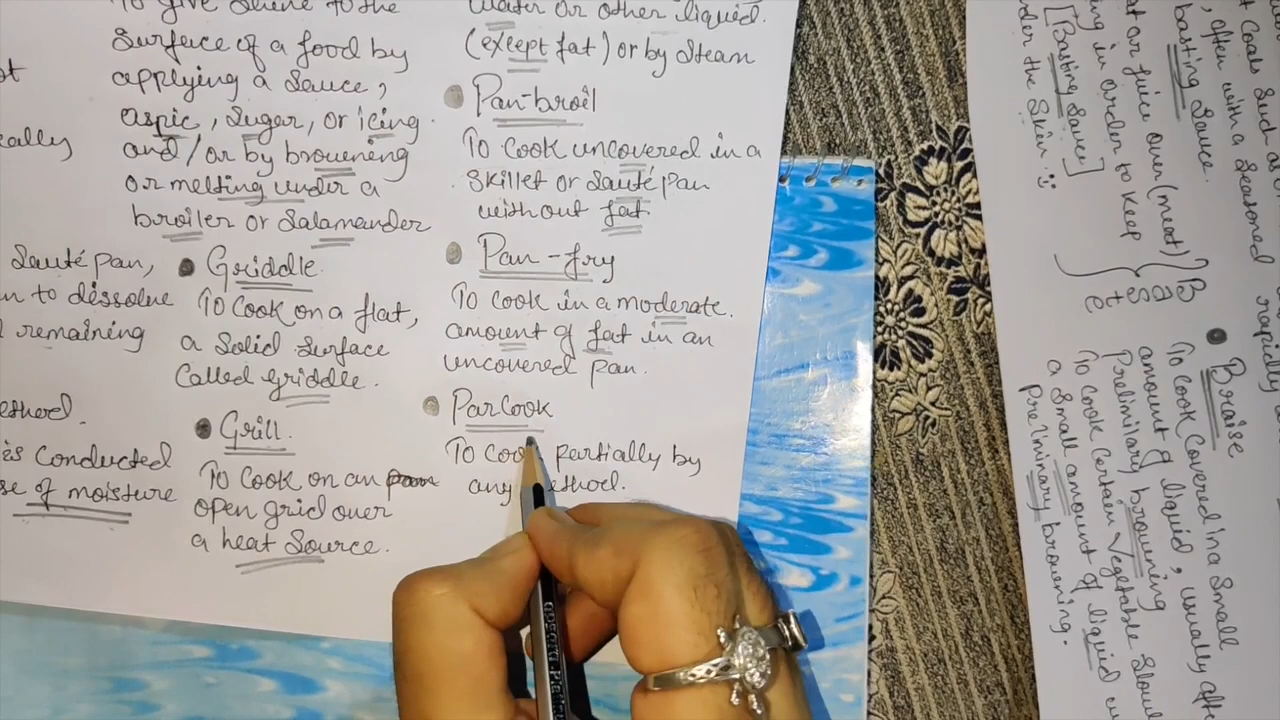 To give shine to the
surface of a food by
applying a sauce,
aspic, sugar, or icing
and/or by browning
or melting under a
broiler or salamander
Griddle
To cook on a flat,
a solid surface
called griddle.
Grill.
To cook on an
open grid over
a heat source.
water or other liquid.
(except fat) or by steam
Pan-broil
To cook uncovered in a
skillet or sauté pan
without fat
Pan-fry
To cook in a moderate.
amount of fat in an
uncovered pan.
Parcook
To cook partially by
any method.
sauté pan,
to dissolve
remaining
is conducted
of moisture
basting sauce.
, often with a seasoned
or juice over (meat)
in order to keep
the skin
[Basting sauce]
Baste
Braise
To cook covered in a small
amount of liquid, usually
Preliminary browning
To cook certain vegetable
a small amount of liquid
preliminary browning.
rapidly